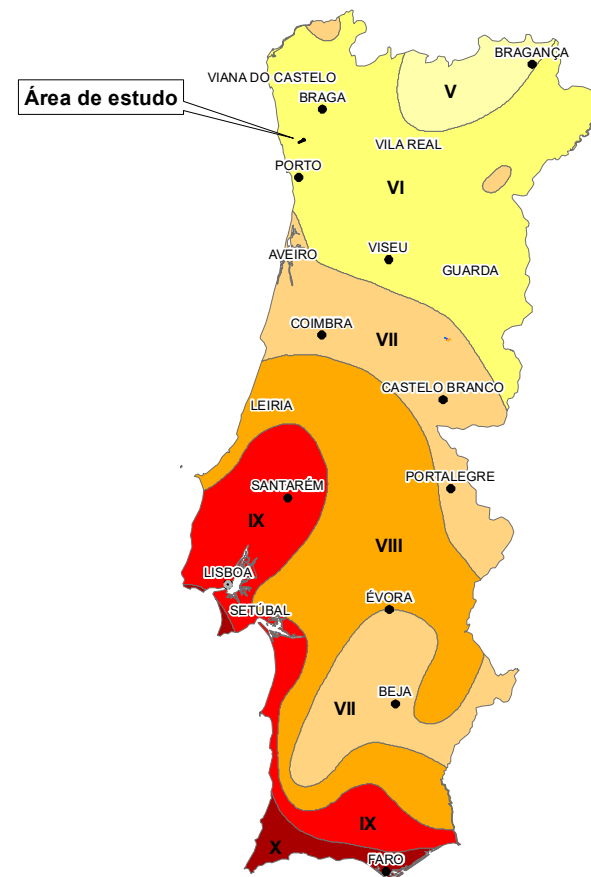 BRAGANÇA
VIANA DO CASTELO
V
Área de estudo
BRAGA
VILA REAL
PORTO
VI
VISEU
AVEIRO
GUARDA
COIMBRA
VII
CASTELO BRANCO
LEIRIA
PORTALEGRE
SANTARÉM
IX
VIII
LISBOA
ÉVORA
SETÚBAL
BEJA
VII
IX
X
FARO